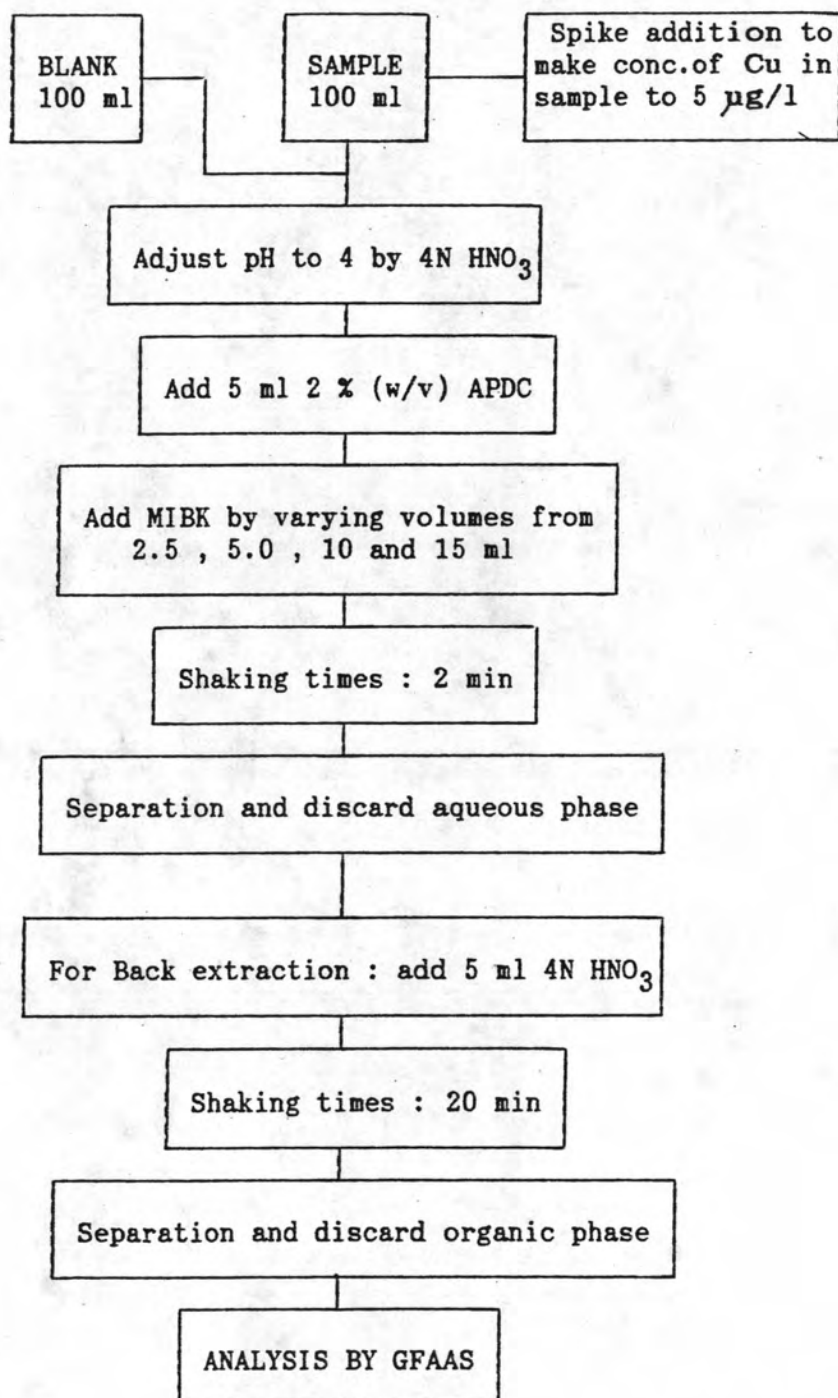 BLANK
100 ml
SAMPLE
100 ml
Spike addition to
make conc.of Cu in
sample to 5 µg/l
Adjust pH to 4 by 4N HNO3
Add 5 ml 2 % (w/v) APDC
Add MIBK by varying volumes from
2.5 , 5.0 , 10 and 15 ml
Shaking times : 2 min
Separation and discard aqueous phase
For Back extraction : add 5 ml 4N HNO3
Shaking times : 20 min
Separation and discard organic phase
ANALYSIS BY GFAAS